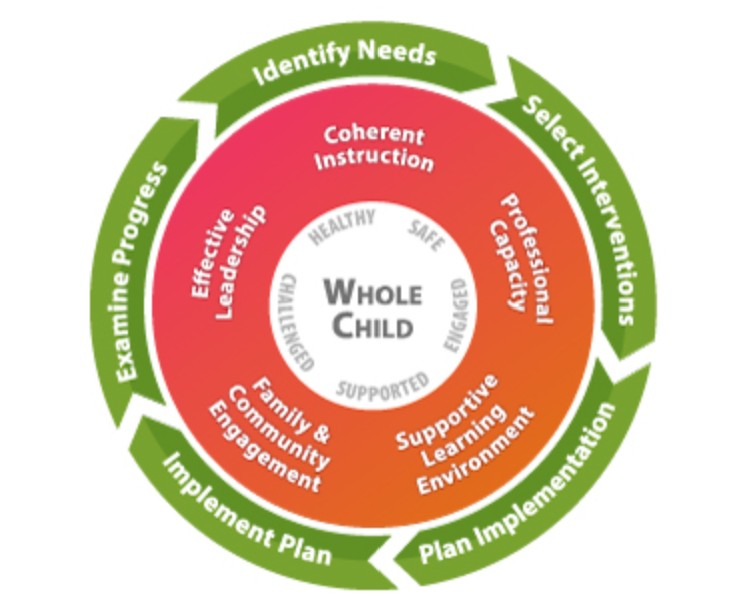 Identify Needs
Select Interventions
Plan Implementation
Implement Plan
Examine Progress
Coherent
Instruction
Professional
Capacity
Supportive
Learning
Environment
Family &
Community
Engagement
Effective
Leadership
HEALTHY
SAFE
ENGAGED
SUPPORTED
CHALLENGED
WHOLE
CHILD